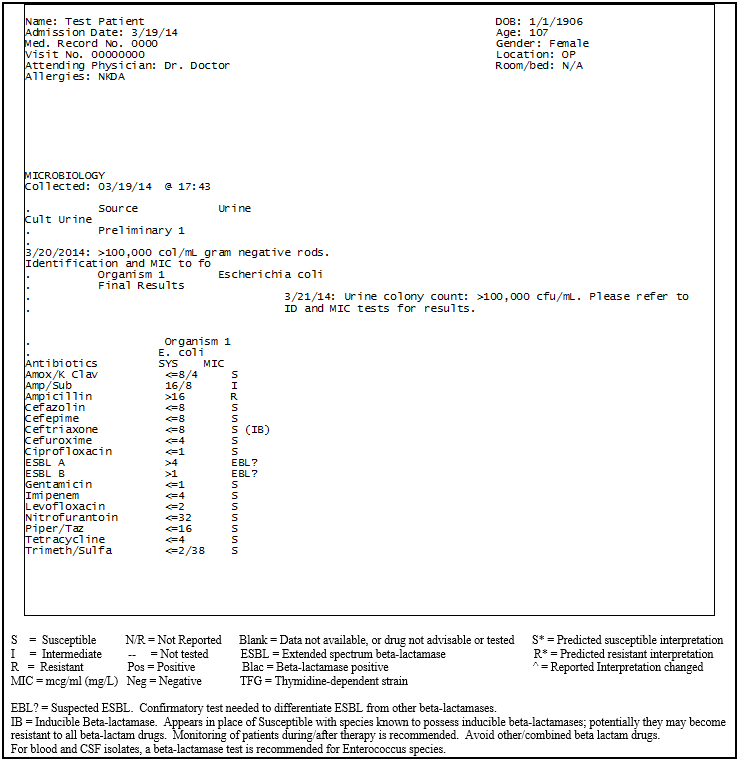 Name: Test Patient DOB: 1/1/1906
Admission Date: 3/19/14 Age: 107
Med. Record No. 0000 Gender: Female
Visit No. 00000000 Location: OP
Attending Physician: Dr. Doctor Room/bed: N/A
Allergies: NKDA
MICROBIOLOGY
Collected: 03/19/14 @ 17:43
. Source Urine
Cult Urine
. Preliminary 1
.
3/20/2014: >100,000 col/mL gram negative rods.
Identification and MIC to fo
. Organism 1 Escherichia coli
. Final Results
. 3/21/14: Urine colony count: >100,000 cfu/mL. Please refer to
. ID and MIC tests for results.
. Organism 1
. E. coli
Antibiotics SYS MIC
Amox/K Clav <=8/4 S
Amp/Sub 16/8 I
Ampicillin >16 R
Cefazolin <=8 S
Cefepime <=8 S
Ceftriaxone <=8 S (IB)
Cefuroxime <=4 S
Ciprofloxacin <=1 S
ESBL A >4 EBL?
ESBL B >1 EBL?
Gentamicin <=1 S
Imipenem <=4 S
Levofloxacin <=2 S
Nitrofurantoin <=32 S
Piper/Taz <=16 S
Tetracycline <=4 S
Trimeth/Sulfa <=2/38 S
S = Susceptible N/R = Not Reported Blank = Data not available, or drug not advisable or tested S* = Predicted susceptible interpretation
I = Intermediate -- = Not tested ESBL = Extended spectrum beta-lactamase R* = Predicted resistant interpretation
R = Resistant Pos = Positive Blac = Beta-lactamase positive ^ = Reported Interpretation changed
MIC = mcg/ml (mg/L) Neg = Negative TFG = Thymidine-dependent strain
EBL? = Suspected ESBL. Confirmatory test needed to differentiate ESBL from other beta-lactamases.
IB = Inducible Beta-lactamase. Appears in place of Susceptible with species known to possess inducible beta-lactamases; potentially they may become
resistant to all beta-lactam drugs. Monitoring of patients during/after therapy is recommended. Avoid other/combined beta lactam drugs.
For blood and CSF isolates, a beta-lactamase test is recommended for Enterococcus species.